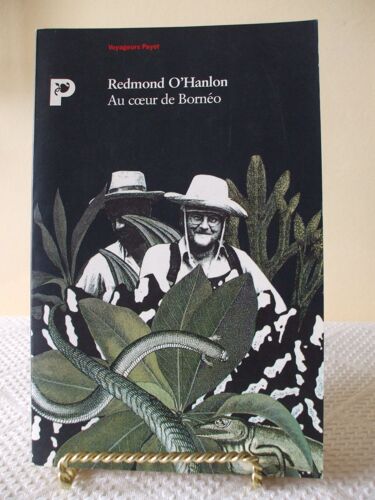 Voyageurs Payot
P
Redmond O'Hanlon
Au cœur de Bornéo